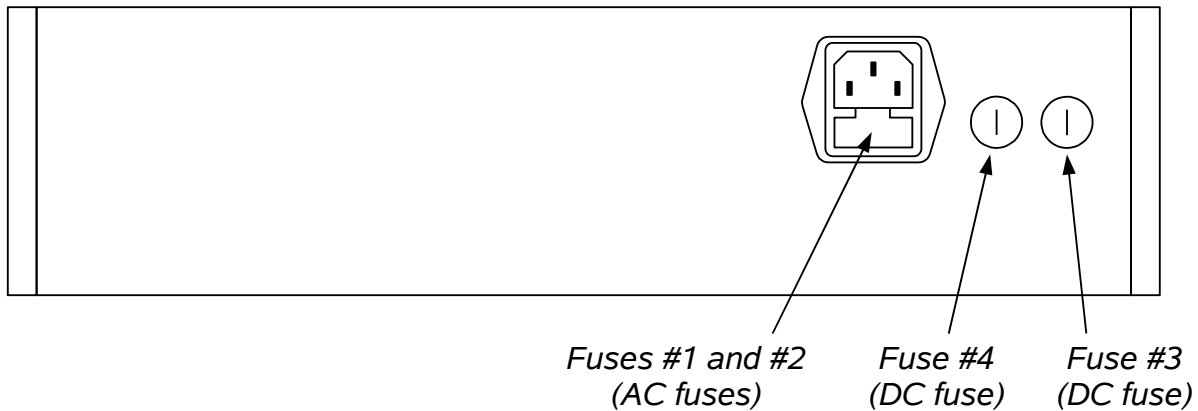 Fuses #1 and #2
(AC fuses)
Fuse #4
(DC fuse)
Fuse #3
(DC fuse)